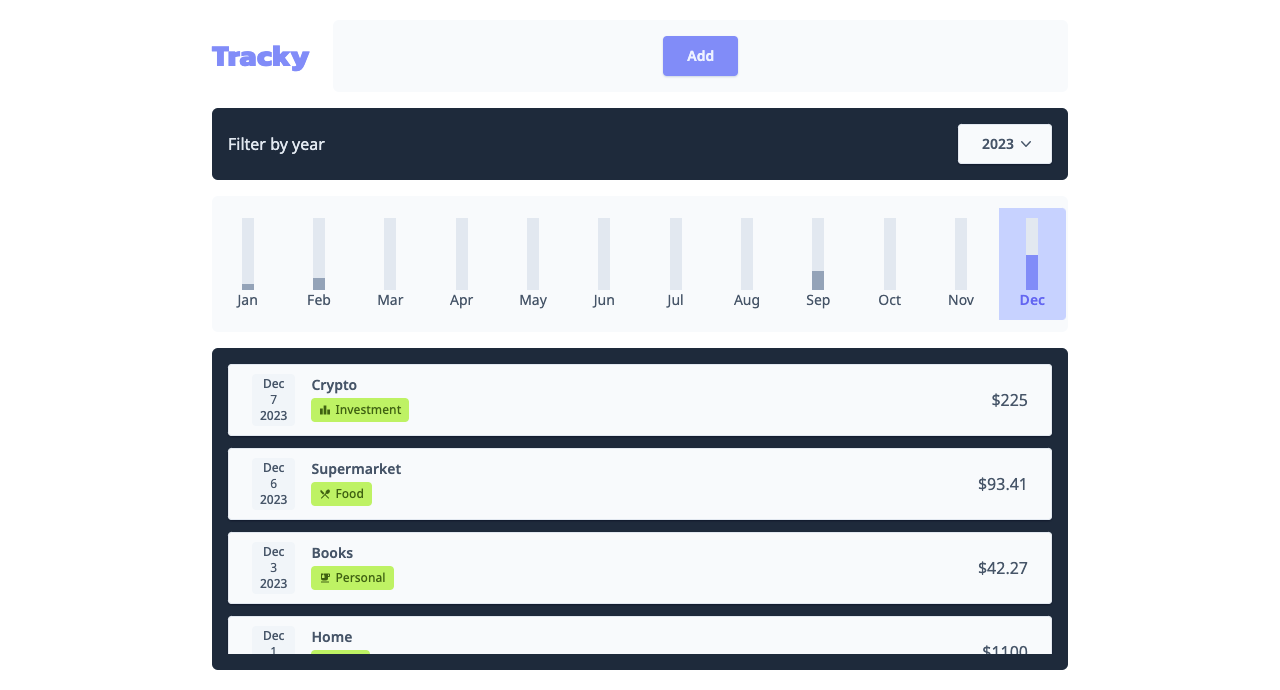 Tracky
Add
Filter by year
2023
Jan Feb Mar Apr May Jun Jul Aug Sep Oct Nov Dec
Dec
7
2023
Crypto
Investment
$225
Dec
6
2023
Supermarket
Food
$93.41
Dec
3
2023
Books
Personal
$42.27
Dec
1
Home
$1100